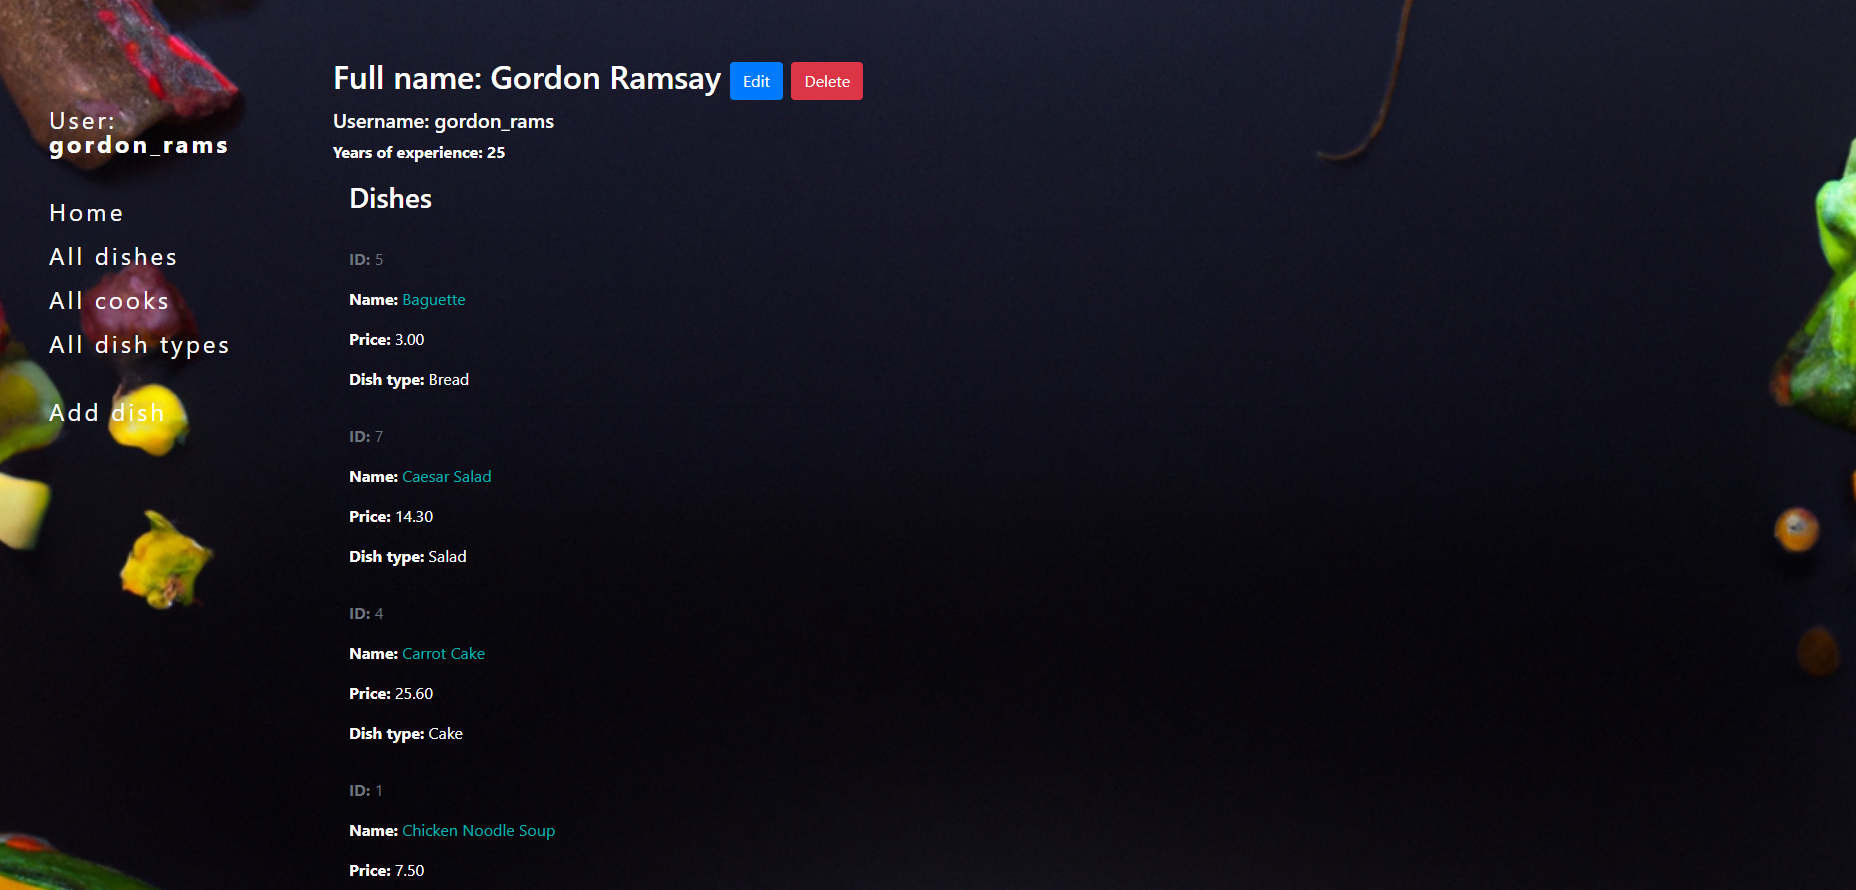 User:
gordon_rams
Home
All dishes
All cooks
All dish types
Add dish
Full name: Gordon Ramsay Edit Delete
Username: gordon_rams
Years of experience: 25
Dishes
ID: 5
Name: Baguette
Price: 3.00
Dish type: Bread
ID: 7
Name: Caesar Salad
Price: 14.30
Dish type: Salad
ID: 4
Name: Carrot Cake
Price: 25.60
Dish type: Cake
ID: 1
Name: Chicken Noodle Soup
Price: 7.50